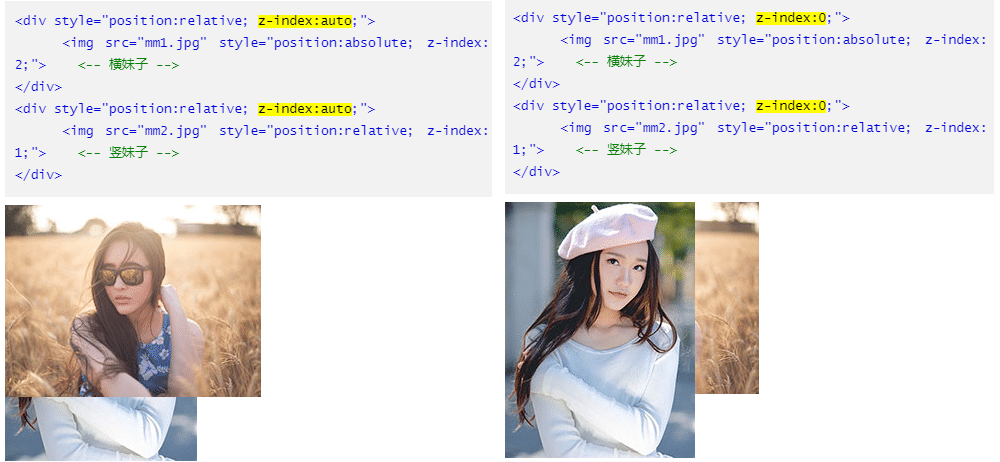 <div style="position:relative; z-index:auto;">
<img src="mm1.jpg" style="position:absolute; z-index:
2;"> <-- 横妹子 -->
</div>
<div style="position:relative; z-index:auto;">
<img src="mm2.jpg" style="position:relative; z-index:
1;"> <-- 竖妹子 -->
</div>
<div style="position:relative; z-index:0;">
<img src="mm1.jpg" style="position:absolute; z-index:
2;"> <-- 横妹子 -->
</div>
<div style="position:relative; z-index:0;">
<img src="mm2.jpg" style="position:relative; z-index:
1;"> <-- 竖妹子 -->
</div>